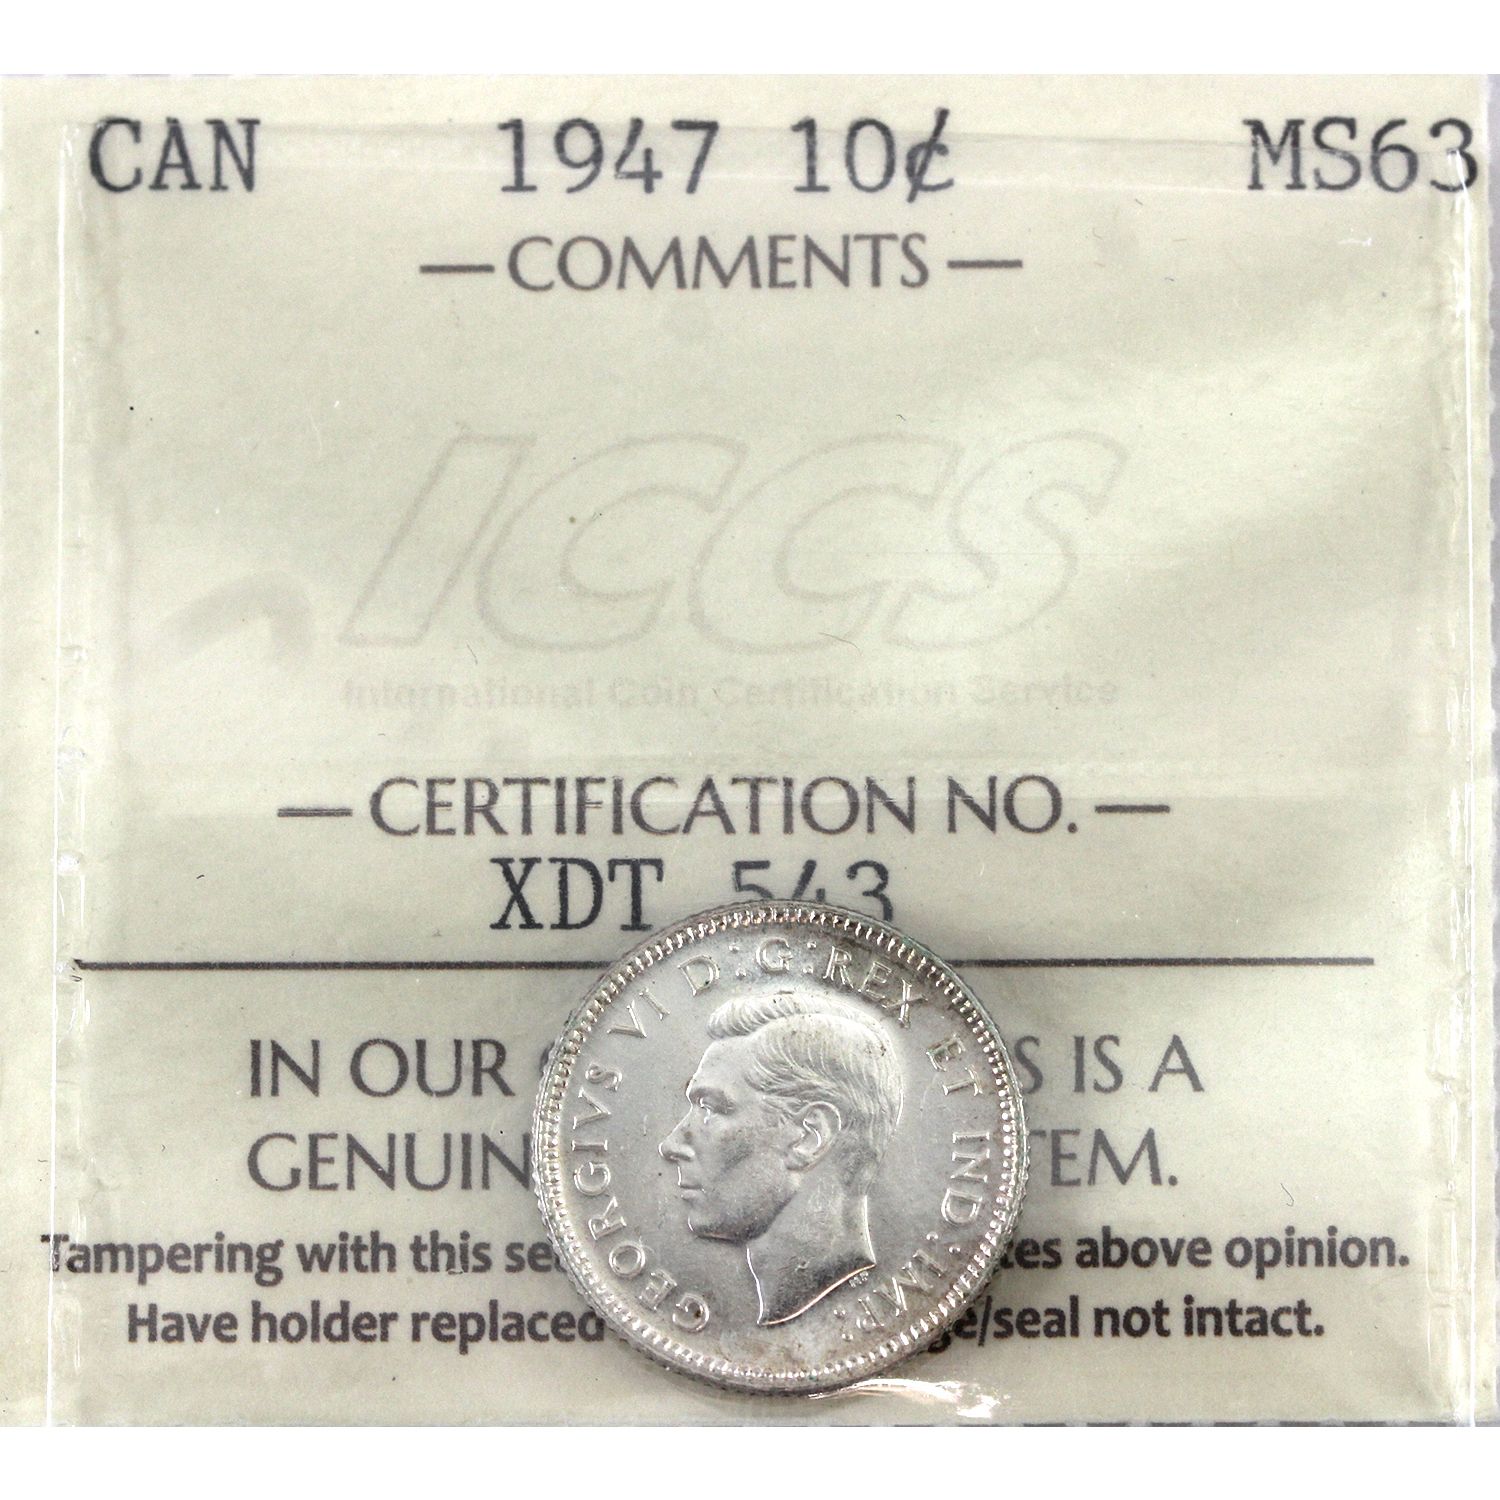 CAN 1947 10¢ MS63
— COMMENTS —
ICCS
International Coin Certification Service
— CERTIFICATION NO. —
XDT 543
IN OUR S IS A
GENUIN TEM.
Tampering with this se tes above opinion.
Have holder replaced ge/seal not intact.
GEORGIVS VI D:G:REX ET IND:IMP:
HP